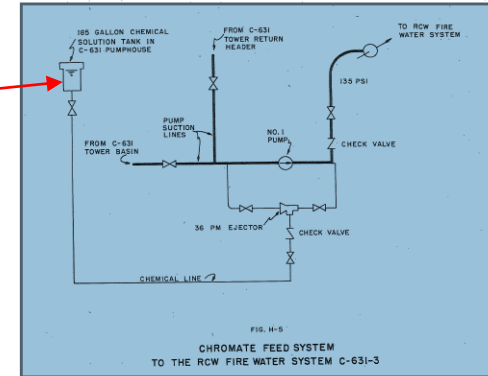 185 GALLON CHEMICAL
SOLUTION TANK IN
C-631 PUMPHOUSE
FROM C-631
TOWER RETURN
HEADER
TO RCW FIRE
WATER SYSTEM
135 PSI
PUMP
SUCTION
LINES
NO. 1
PUMP
CHECK VALVE
FROM C-631
TOWER BASIN
36 PM EJECTOR
CHECK VALVE
CHEMICAL LINE
FIG. H-5
CHROMATE FEED SYSTEM
TO THE RCW FIRE WATER SYSTEM C-631-3